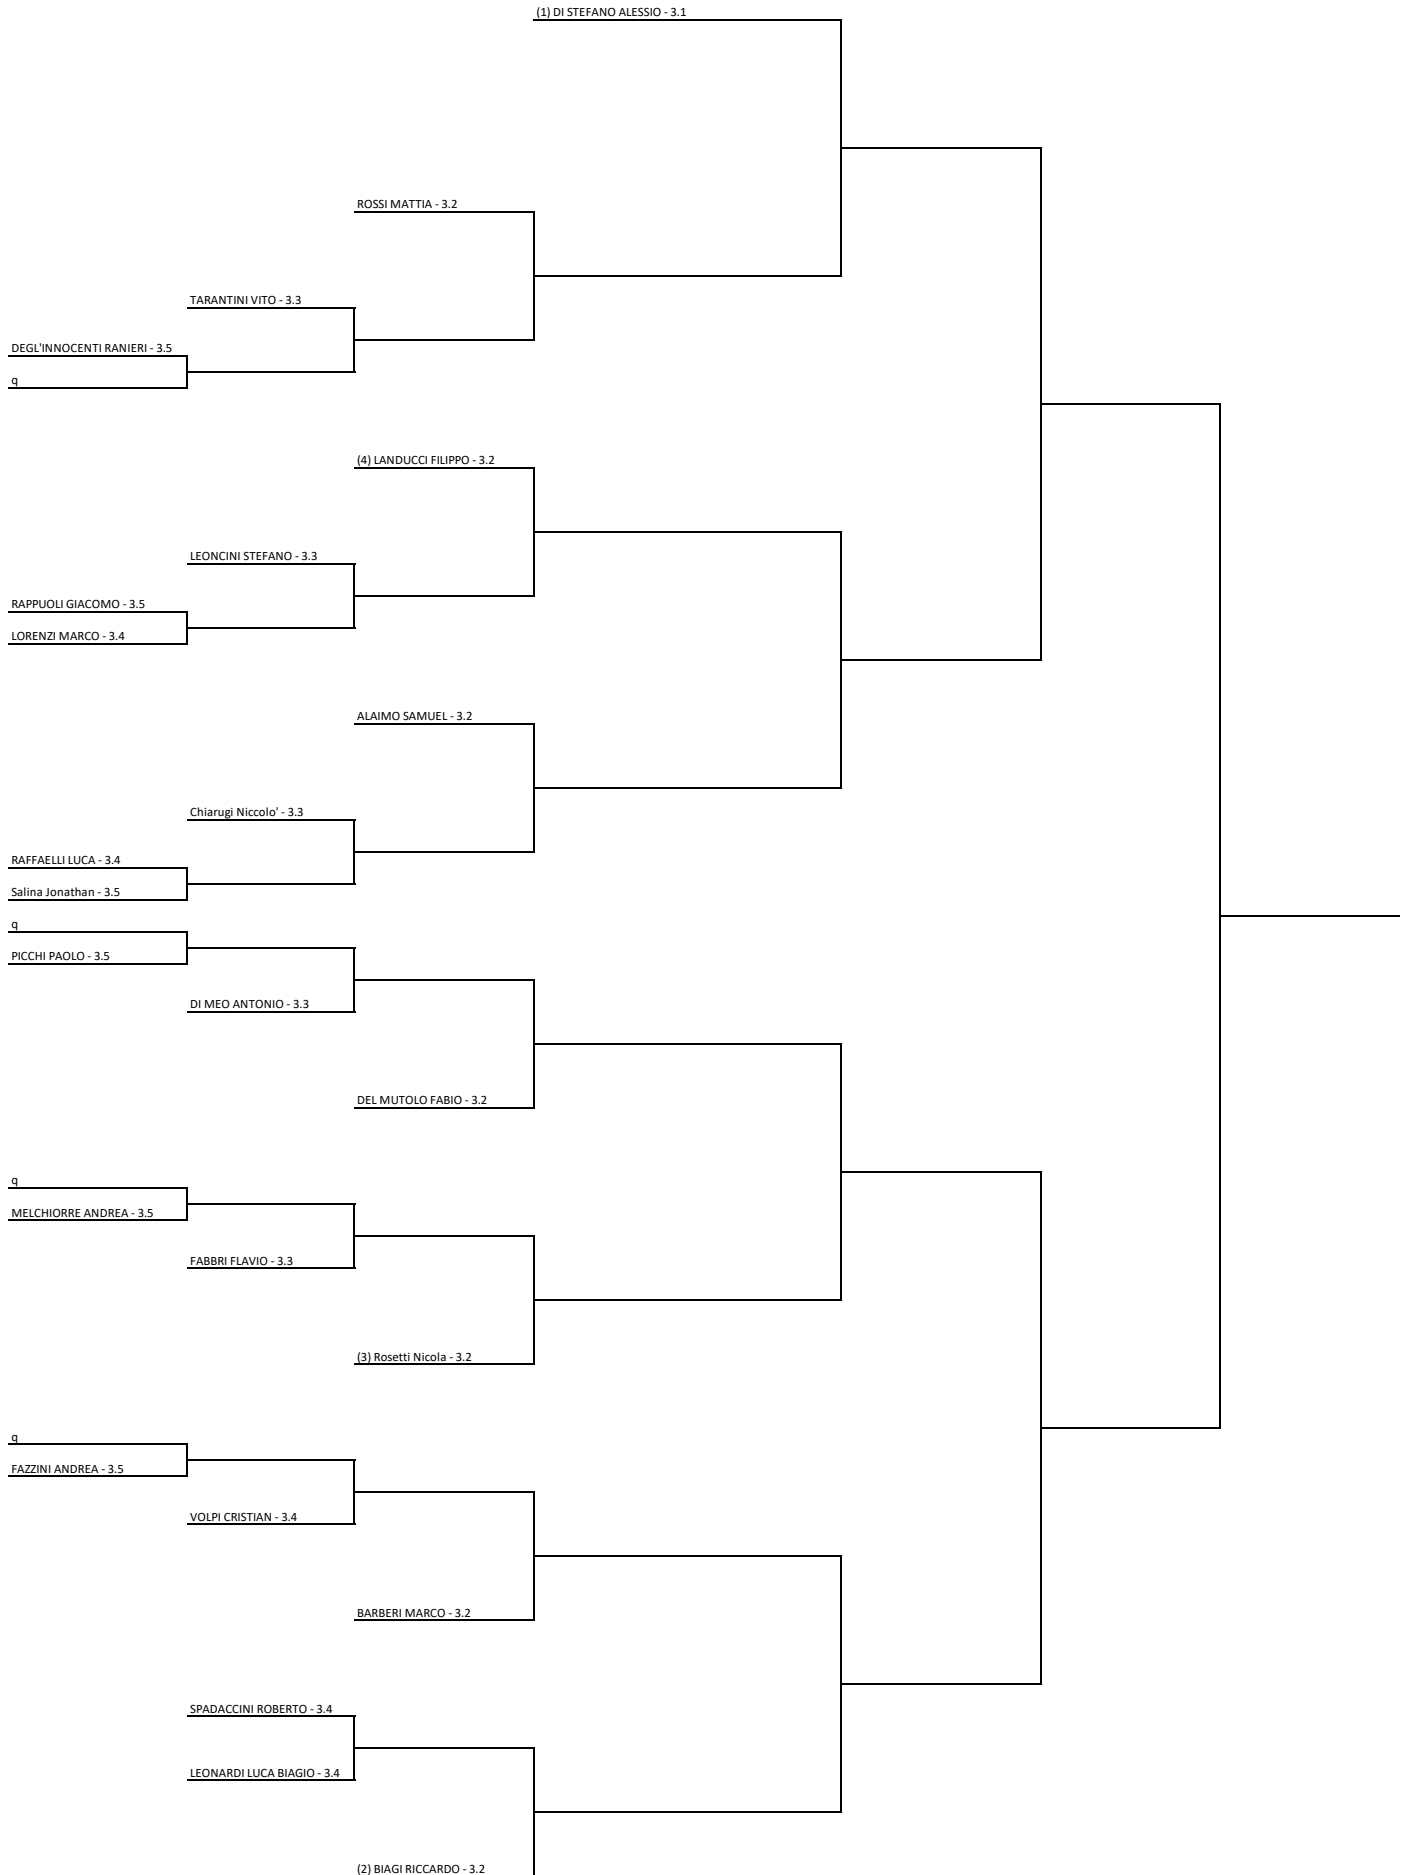 (1) DI STEFANO ALESSIO - 3.1
ROSSI MATTIA - 3.2
TARANTINI VITO - 3.3
DEGL'INNOCENTI RANIERI - 3.5
q
(4) LANDUCCI FILIPPO - 3.2
LEONCINI STEFANO - 3.3
RAPPUOLI GIACOMO - 3.5
LORENZI MARCO - 3.4
ALAIMO SAMUEL - 3.2
Chiarugi Niccolo' - 3.3
RAFFAELLI LUCA - 3.4
Salina Jonathan - 3.5
q
PICCHI PAOLO - 3.5
DI MEO ANTONIO - 3.3
DEL MUTOLO FABIO - 3.2
q
MELCHIORRE ANDREA - 3.5
FABBRI FLAVIO - 3.3
(3) Rosetti Nicola - 3.2
q
FAZZINI ANDREA - 3.5
VOLPI CRISTIAN - 3.4
BARBERI MARCO - 3.2
SPADACCINI ROBERTO - 3.4
LEONARDI LUCA BIAGIO - 3.4
(2) BIAGI RICCARDO - 3.2